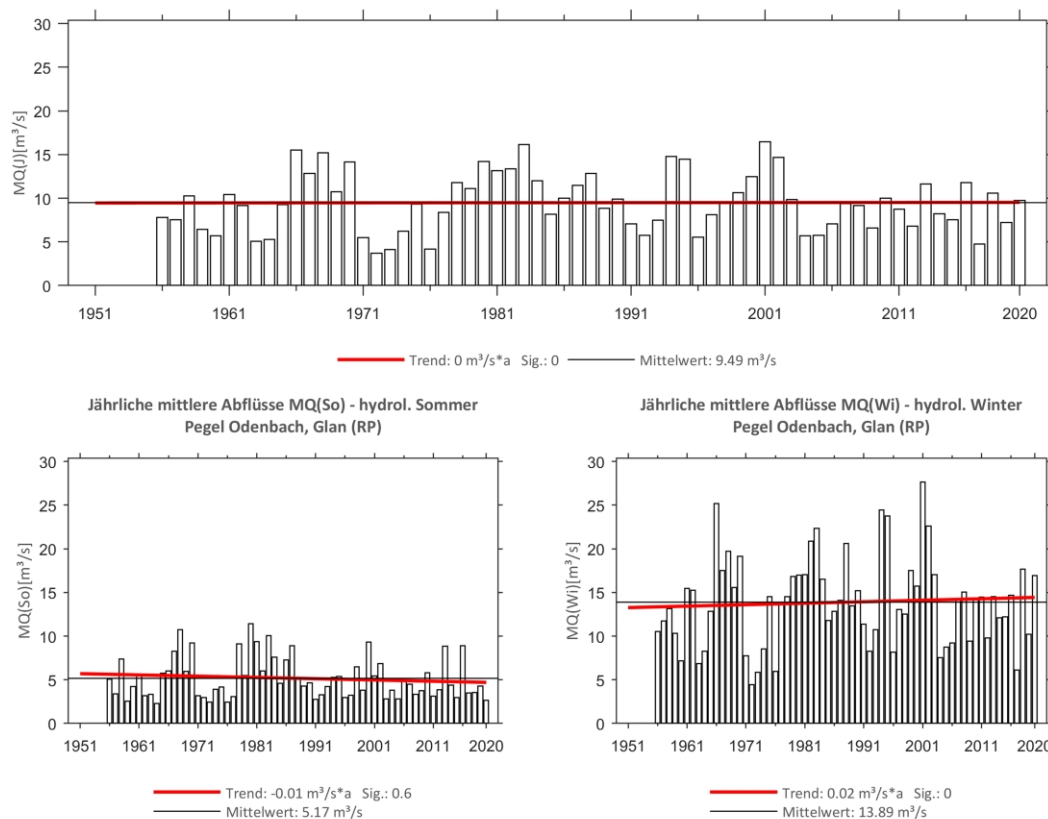 30
25
20
15
10
5
0
MQ(J)[m³/s]
1951 1961 1971 1981 1991 2001 2011 2020
Trend: 0 m³/s*a Sig.: 0 Mittelwert: 9.49 m³/s
Jährliche mittlere Abflüsse MQ(So) - hydrol. Sommer
Pegel Odenbach, Glan (RP)
30
25
20
15
10
5
0
MQ(So)[m³/s]
1951 1961 1971 1981 1991 2001 2011 2020
Trend: -0.01 m³/s*a Sig.: 0.6
Mittelwert: 5.17 m³/s
Jährliche mittlere Abflüsse MQ(Wi) - hydrol. Winter
Pegel Odenbach, Glan (RP)
30
25
20
15
10
5
0
MQ(Wi)[m³/s]
1951 1961 1971 1981 1991 2001 2011 2020
Trend: 0.02 m³/s*a Sig.: 0
Mittelwert: 13.89 m³/s